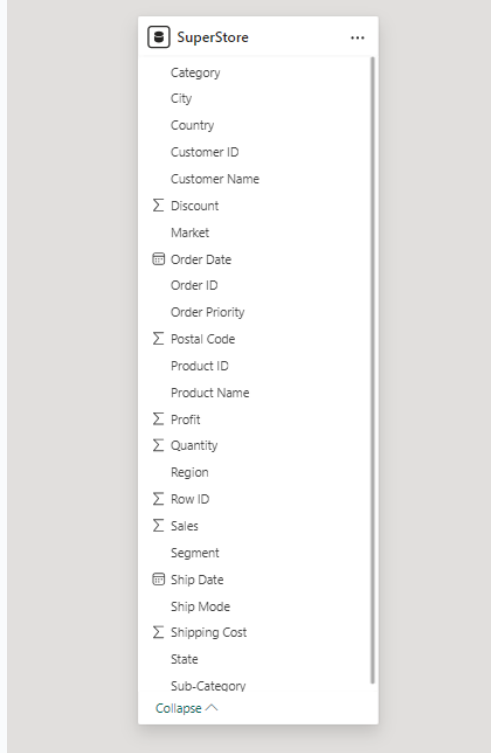 SuperStore
Category
City
Country
Customer ID
Customer Name
Discount
Market
Order Date
Order ID
Order Priority
Postal Code
Product ID
Product Name
Profit
Quantity
Region
Row ID
Sales
Segment
Ship Date
Ship Mode
Shipping Cost
State
Sub-Category
Collapse